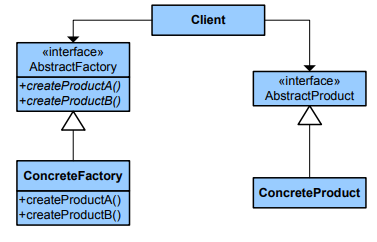 Client
«interface»
AbstractFactory
+createProductA()
+createProductB()
«interface»
AbstractProduct
ConcreteFactory
+createProductA()
+createProductB()
ConcreteProduct